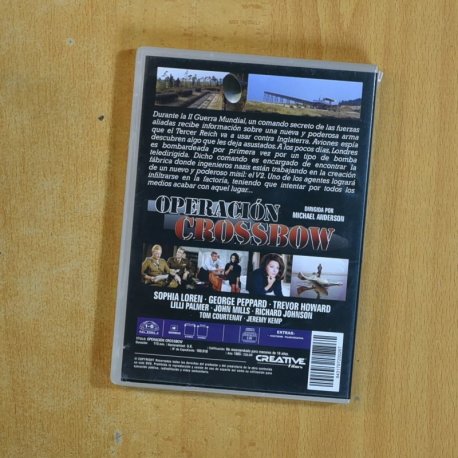 Durante la II Guerra Mundial, un comando secreto de las fuerzas
aliadas recibe información sobre una nueva y poderosa arma
que el Tercer Reich va a usar contra Inglaterra. Aviones espía
descubren algo que les deja asustados. A los pocos días, Londres
es bombardeada por primera vez por un tipo de bomba
teledirigida. Dicho comando es encargado de encontrar la
fábrica donde ingenieros nazis están trabajando en la creación
de un nuevo y poderoso misil: el V2. Uno de los agentes logrará
infiltrarse en la factoría, teniendo que intentar por todos los
medios acabar con aquel lugar...
DIRIGIDA POR
MICHAEL ANDERSON
OPERACIÓN
CROSSBOW
SOPHIA LOREN · GEORGE PEPPARD · TREVOR HOWARD
LILLI PALMER · JOHN MILLS · RICHARD JOHNSON
TOM COURTENAY · JEREMY KEMP
EXTRAS:
TITULO: OPERACIÓN CROSSBOW
CREATIVE
films